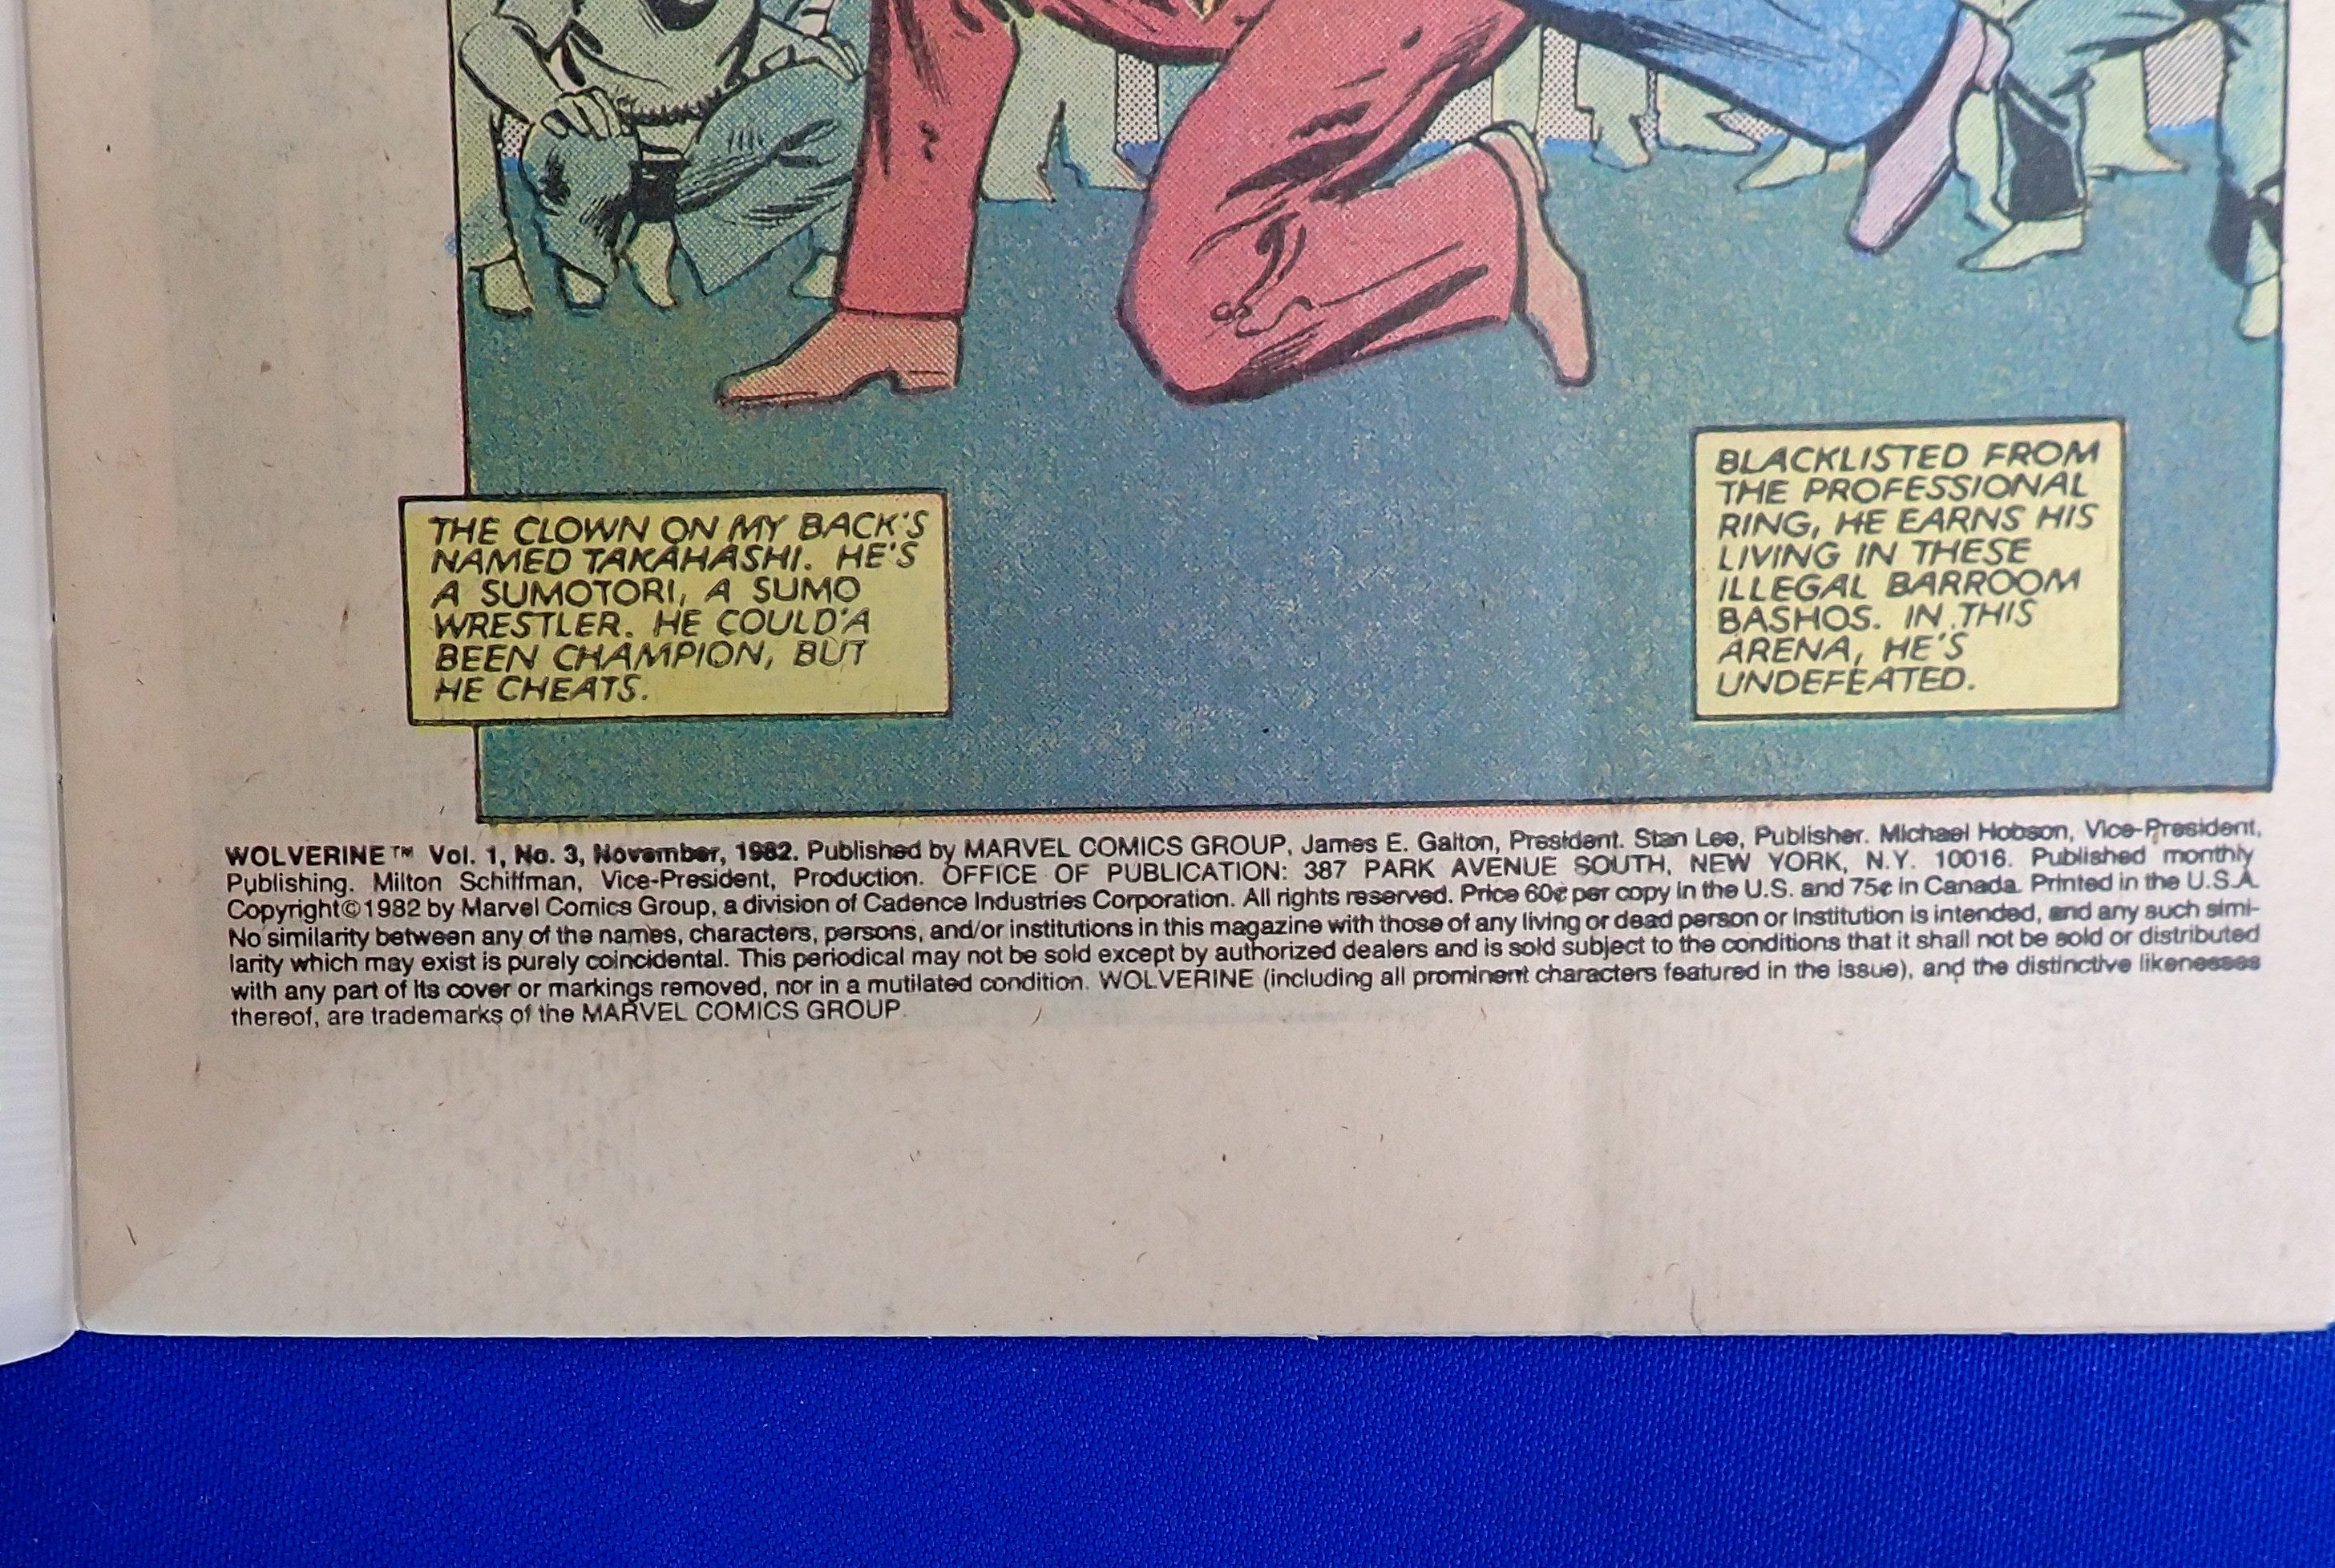 THE CLOWN ON MY BACK'S
NAMED TAKAHASHI. HE'S
A SUMOTORI, A SUMO
WRESTLER. HE COULD'A
BEEN CHAMPION, BUT
HE CHEATS.
BLACKLISTED FROM
THE PROFESSIONAL
RING, HE EARNS HIS
LIVING IN THESE
ILLEGAL BARROOM
BASHOS. IN THIS
ARENA, HE'S
UNDEFEATED.
WOLVERINE™ Vol. 1, No. 3, November, 1982. Published by MARVEL COMICS GROUP, James E. Galton, President. Stan Lee, Publisher. Michael Hobson, Vice-President,
Publishing. Milton Schiffman, Vice-President, Production. OFFICE OF PUBLICATION: 387 PARK AVENUE SOUTH, NEW YORK, N.Y. 10016. Published monthly
Copyright©1982 by Marvel Comics Group, a division of Cadence Industries Corporation. All rights reserved. Price 60¢ per copy in the U.S. and 75¢ in Canada. Printed in the U.S.A.
No similarity between any of the names, characters, persons, and/or institutions in this magazine with those of any living or dead person or institution is intended, and any such simi-
larity which may exist is purely coincidental. This periodical may not be sold except by authorized dealers and is sold subject to the conditions that it shall not be sold or distributed
with any part of its cover or markings removed, nor in a mutilated condition. WOLVERINE (including all prominent characters featured in the issue), and the distinctive likenesses
thereof, are trademarks of the MARVEL COMICS GROUP.